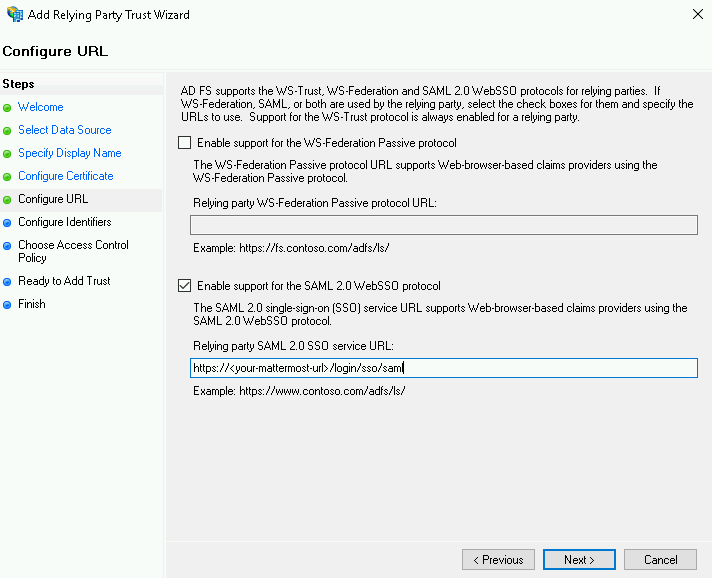 Add Relying Party Trust Wizard
Configure URL
Steps
Welcome
Select Data Source
Specify Display Name
Configure Certificate
Configure URL
Configure Identifiers
Choose Access Control
Policy
Ready to Add Trust
Finish
AD FS supports the WS-Trust, WS-Federation and SAML 2.0 WebSSO protocols for relying parties. If
WS-Federation, SAML, or both are used by the relying party, select the check boxes for them and specify the
URLs to use. Support for the WS-Trust protocol is always enabled for a relying party.
Enable support for the WS-Federation Passive protocol
The WS-Federation Passive protocol URL supports Web-browser-based claims providers using the
WS-Federation Passive protocol.
Relying party WS-Federation Passive protocol URL:
Example: https://fs.contoso.com/adfs/ls/
Enable support for the SAML 2.0 WebSSO protocol
The SAML 2.0 single-sign-on (SSO) service URL supports Web-browser-based claims providers using the
SAML 2.0 WebSSO protocol.
Relying party SAML 2.0 SSO service URL:
https://<your-mattermost-url>/login/sso/saml
Example: https://www.contoso.com/adfs/ls/
< Previous
Next >
Cancel